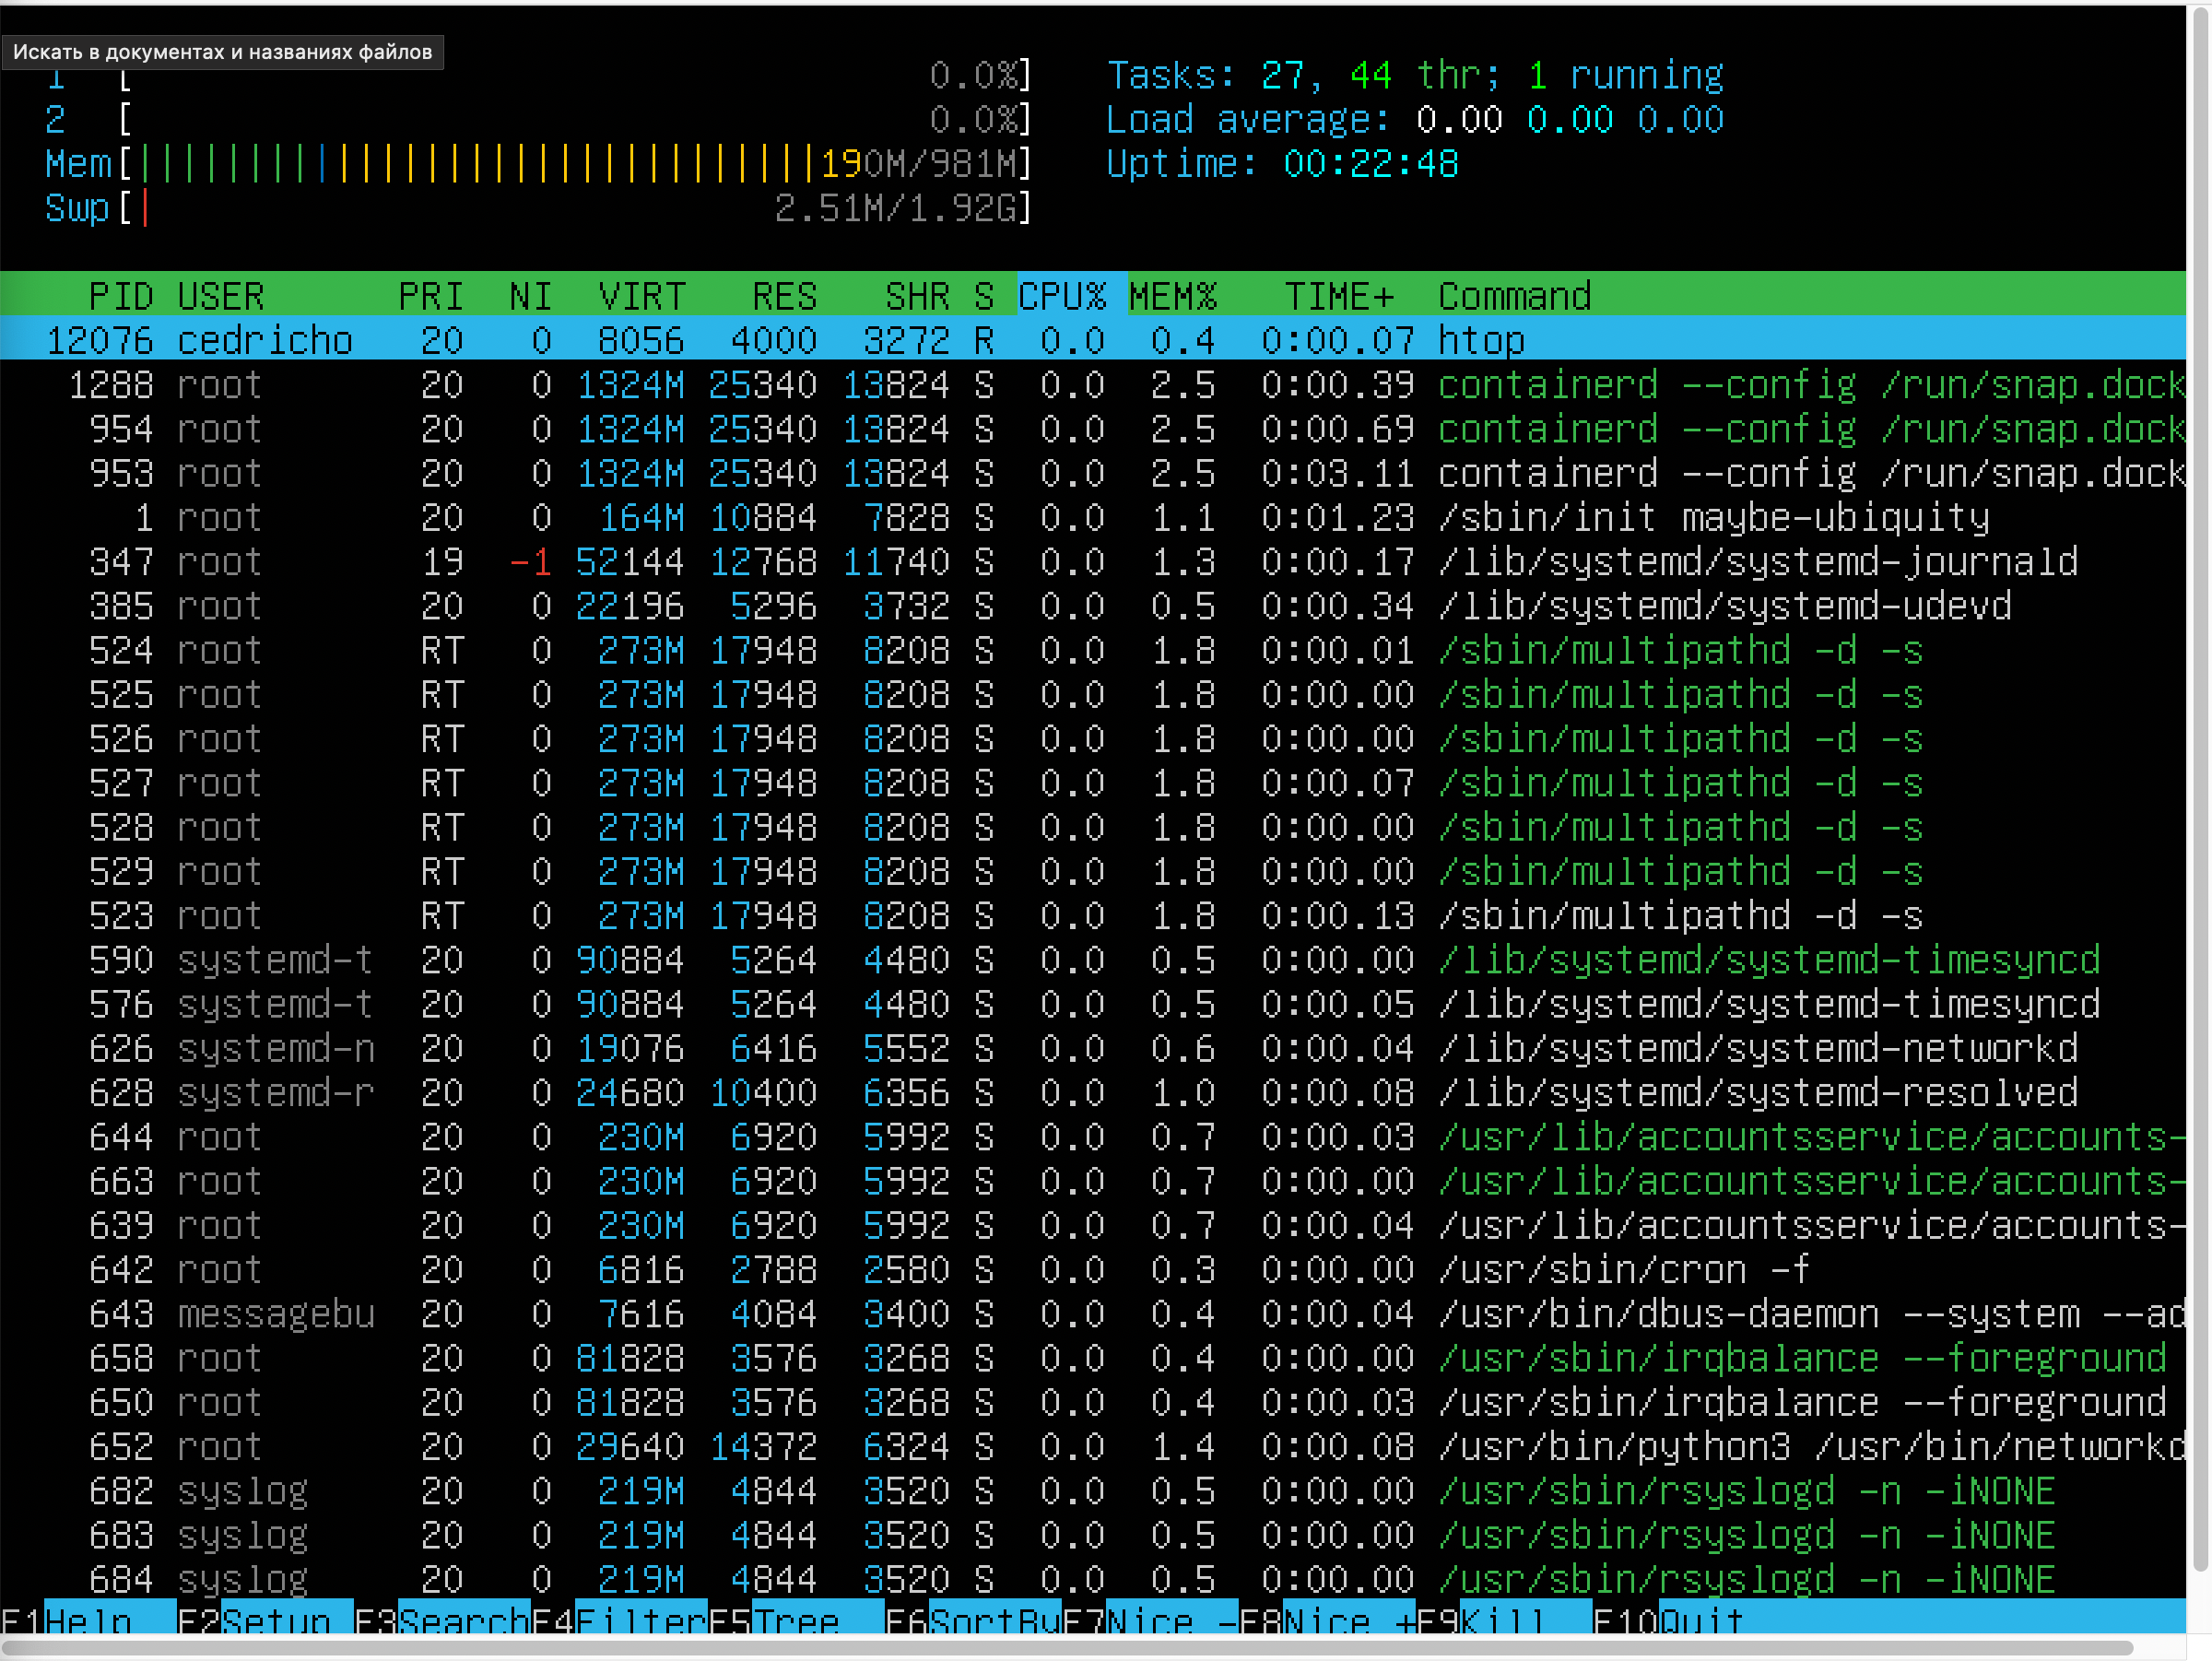 Искать в документах и названиях файлов
1 [ 0.0%] Tasks: 27, 44 thr; 1 running
2 [ 0.0%] Load average: 0.00 0.00 0.00
Mem[||||||||||||||||||||||||||||||| 190M/981M] Uptime: 00:22:48
Swp[| 2.51M/1.92G]
PID USER PRI NI VIRT RES SHR S CPU% MEM% TIME+ Command
12076 cedricho 20 0 8056 4000 3272 R 0.0 0.4 0:00.07 htop
1288 root 20 0 1324M 25340 13824 S 0.0 2.5 0:00.39 containerd --config /run/snap.dock
954 root 20 0 1324M 25340 13824 S 0.0 2.5 0:00.69 containerd --config /run/snap.dock
953 root 20 0 1324M 25340 13824 S 0.0 2.5 0:03.11 containerd --config /run/snap.dock
1 root 20 0 164M 10884 7828 S 0.0 1.1 0:01.23 /sbin/init maybe-ubiquity
347 root 19 -1 52144 12768 11740 S 0.0 1.3 0:00.17 /lib/systemd/systemd-journald
385 root 20 0 22196 5296 3732 S 0.0 0.5 0:00.34 /lib/systemd/systemd-udevd
524 root RT 0 273M 17948 8208 S 0.0 1.8 0:00.01 /sbin/multipathd -d -s
525 root RT 0 273M 17948 8208 S 0.0 1.8 0:00.00 /sbin/multipathd -d -s
526 root RT 0 273M 17948 8208 S 0.0 1.8 0:00.00 /sbin/multipathd -d -s
527 root RT 0 273M 17948 8208 S 0.0 1.8 0:00.07 /sbin/multipathd -d -s
528 root RT 0 273M 17948 8208 S 0.0 1.8 0:00.00 /sbin/multipathd -d -s
529 root RT 0 273M 17948 8208 S 0.0 1.8 0:00.00 /sbin/multipathd -d -s
523 root RT 0 273M 17948 8208 S 0.0 1.8 0:00.13 /sbin/multipathd -d -s
590 systemd-t 20 0 90884 5264 4480 S 0.0 0.5 0:00.00 /lib/systemd/systemd-timesyncd
576 systemd-t 20 0 90884 5264 4480 S 0.0 0.5 0:00.05 /lib/systemd/systemd-timesyncd
626 systemd-n 20 0 19076 6416 5552 S 0.0 0.6 0:00.04 /lib/systemd/systemd-networkd
628 systemd-r 20 0 24680 10400 6356 S 0.0 1.0 0:00.08 /lib/systemd/systemd-resolved
644 root 20 0 230M 6920 5992 S 0.0 0.7 0:00.03 /usr/lib/accountsservice/accounts-
663 root 20 0 230M 6920 5992 S 0.0 0.7 0:00.00 /usr/lib/accountsservice/accounts-
639 root 20 0 230M 6920 5992 S 0.0 0.7 0:00.04 /usr/lib/accountsservice/accounts-
642 root 20 0 6816 2788 2580 S 0.0 0.3 0:00.00 /usr/sbin/cron -f
643 messagebu 20 0 7616 4084 3400 S 0.0 0.4 0:00.04 /usr/bin/dbus-daemon --system --ad
658 root 20 0 81828 3576 3268 S 0.0 0.4 0:00.00 /usr/sbin/irqbalance --foreground
650 root 20 0 81828 3576 3268 S 0.0 0.4 0:00.03 /usr/sbin/irqbalance --foreground
652 root 20 0 29640 14372 6324 S 0.0 1.4 0:00.08 /usr/bin/python3 /usr/bin/networkd
682 syslog 20 0 219M 4844 3520 S 0.0 0.5 0:00.00 /usr/sbin/rsyslogd -n -iNONE
683 syslog 20 0 219M 4844 3520 S 0.0 0.5 0:00.00 /usr/sbin/rsyslogd -n -iNONE
684 syslog 20 0 219M 4844 3520 S 0.0 0.5 0:00.00 /usr/sbin/rsyslogd -n -iNONE
F1Help F2Setup F3SearchF4FilterF5Tree F6SortByF7Nice -F8Nice +F9Kill F10Quit